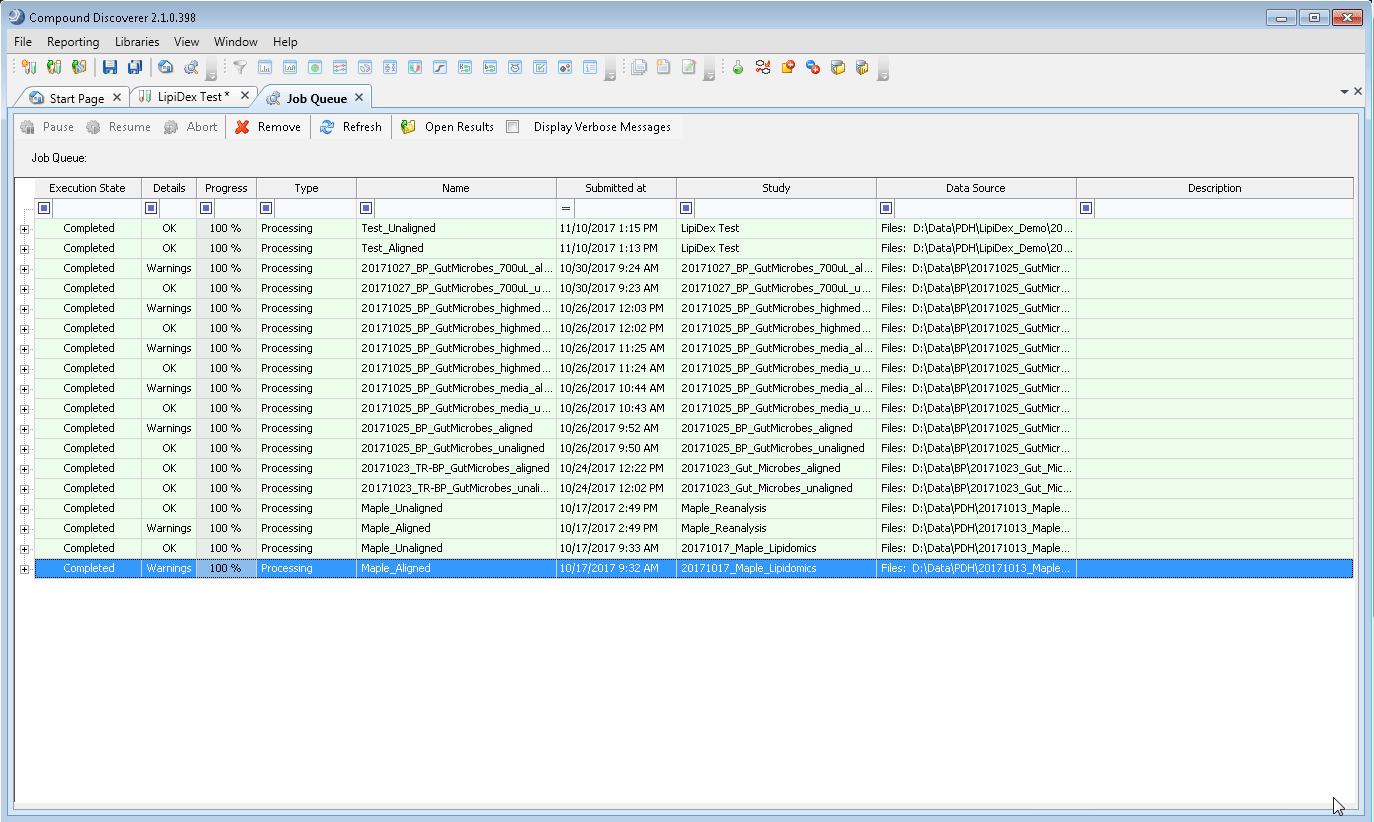 Compound Discoverer 2.1.0.398
File Reporting Libraries View Window Help
Start Page LipiDex Test * Job Queue
Pause Resume Abort Remove Refresh Open Results Display Verbose Messages
Job Queue:
Execution State Details Progress Type Name Submitted at Study Data Source Description
=
Completed OK 100 % Processing Test_Unaligned 11/10/2017 1:15 PM LipiDex Test Files: D:\Data\PDH\LipiDex_Demo\20...
Completed OK 100 % Processing Test_Aligned 11/10/2017 1:13 PM LipiDex Test Files: D:\Data\PDH\LipiDex_Demo\20...
Completed Warnings 100 % Processing 20171027_BP_GutMicrobes_700uL_al... 10/30/2017 9:24 AM 20171027_BP_GutMicrobes_700uL_... Files: D:\Data\BP\20171025_GutMicr...
Completed OK 100 % Processing 20171027_BP_GutMicrobes_700uL_u... 10/30/2017 9:23 AM 20171027_BP_GutMicrobes_700uL_... Files: D:\Data\BP\20171025_GutMicr...
Completed Warnings 100 % Processing 20171025_BP_GutMicrobes_highmed... 10/26/2017 12:03 PM 20171025_BP_GutMicrobes_highmed... Files: D:\Data\BP\20171025_GutMicr...
Completed OK 100 % Processing 20171025_BP_GutMicrobes_highmed... 10/26/2017 12:02 PM 20171025_BP_GutMicrobes_highmed... Files: D:\Data\BP\20171025_GutMicr...
Completed Warnings 100 % Processing 20171025_BP_GutMicrobes_highmed... 10/26/2017 11:25 AM 20171025_BP_GutMicrobes_media_al... Files: D:\Data\BP\20171025_GutMicr...
Completed OK 100 % Processing 20171025_BP_GutMicrobes_highmed... 10/26/2017 11:24 AM 20171025_BP_GutMicrobes_media_u... Files: D:\Data\BP\20171025_GutMicr...
Completed Warnings 100 % Processing 20171025_BP_GutMicrobes_media_al... 10/26/2017 10:44 AM 20171025_BP_GutMicrobes_media_al... Files: D:\Data\BP\20171025_GutMicr...
Completed OK 100 % Processing 20171025_BP_GutMicrobes_media_u... 10/26/2017 10:43 AM 20171025_BP_GutMicrobes_media_u... Files: D:\Data\BP\20171025_GutMicr...
Completed Warnings 100 % Processing 20171025_BP_GutMicrobes_aligned 10/26/2017 9:52 AM 20171025_BP_GutMicrobes_aligned Files: D:\Data\BP\20171025_GutMicr...
Completed OK 100 % Processing 20171025_BP_GutMicrobes_unaligned 10/26/2017 9:50 AM 20171025_BP_GutMicrobes_unaligned Files: D:\Data\BP\20171025_GutMicr...
Completed OK 100 % Processing 20171023_TR-BP_GutMicrobes_aligned 10/24/2017 12:22 PM 20171023_Gut_Microbes_aligned Files: D:\Data\BP\20171023_Gut_Mic...
Completed OK 100 % Processing 20171023_TR-BP_GutMicrobes_unali... 10/24/2017 12:02 PM 20171023_Gut_Microbes_unaligned Files: D:\Data\BP\20171023_Gut_Mic...
Completed OK 100 % Processing Maple_Unaligned 10/17/2017 2:49 PM Maple_Reanalysis Files: D:\Data\PDH\20171013_Maple...
Completed Warnings 100 % Processing Maple_Aligned 10/17/2017 2:49 PM Maple_Reanalysis Files: D:\Data\PDH\20171013_Maple...
Completed OK 100 % Processing Maple_Unaligned 10/17/2017 9:33 AM 20171017_Maple_Lipidomics Files: D:\Data\PDH\20171013_Maple...
Completed Warnings 100 % Processing Maple_Aligned 10/17/2017 9:32 AM 20171017_Maple_Lipidomics Files: D:\Data\PDH\20171013_Maple...